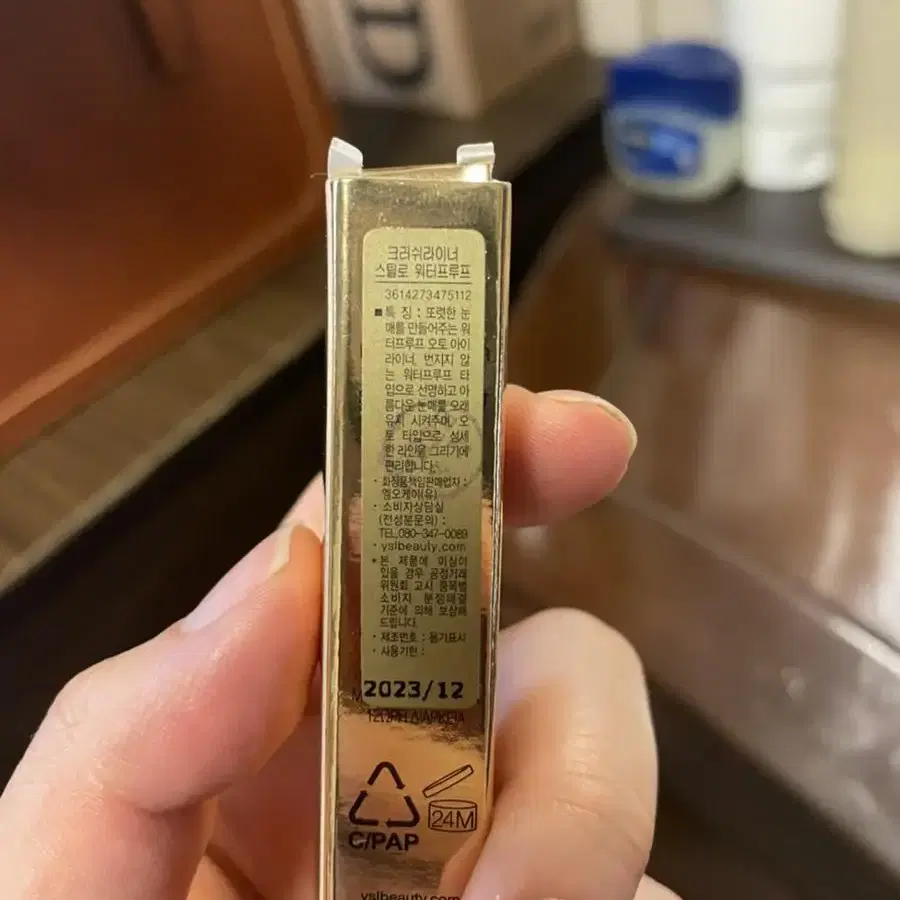 D
크러쉬라이너
스틸로 워터프루프
3614273475112
■ 특 징 : 또렷한 눈
매를 만들어주는 워
터프루프 오토 아이
라이너, 번지지 않
는 워터프루프 타
입으로 선명하고 아
름다운 눈매를 오래
유지 시켜주며, 오
토 타입으로 섬세
한 라인을 그리기에
편리합니다.
· 화장품책임판매업자 :
엘오케이(유)
· 소비자상담실
(전성분문의) :
TEL.080-347-0089
· yslbeauty.com
* 본 제품에 이상이
있을 경우 공정거래
위원회 고시 품목별
소비자 분쟁해결
기준에 의해 보상해
드립니다.
· 제조번호 : 용기표시
· 사용기한 :
2023/12
24M
C/PAP
yslbeauty.com